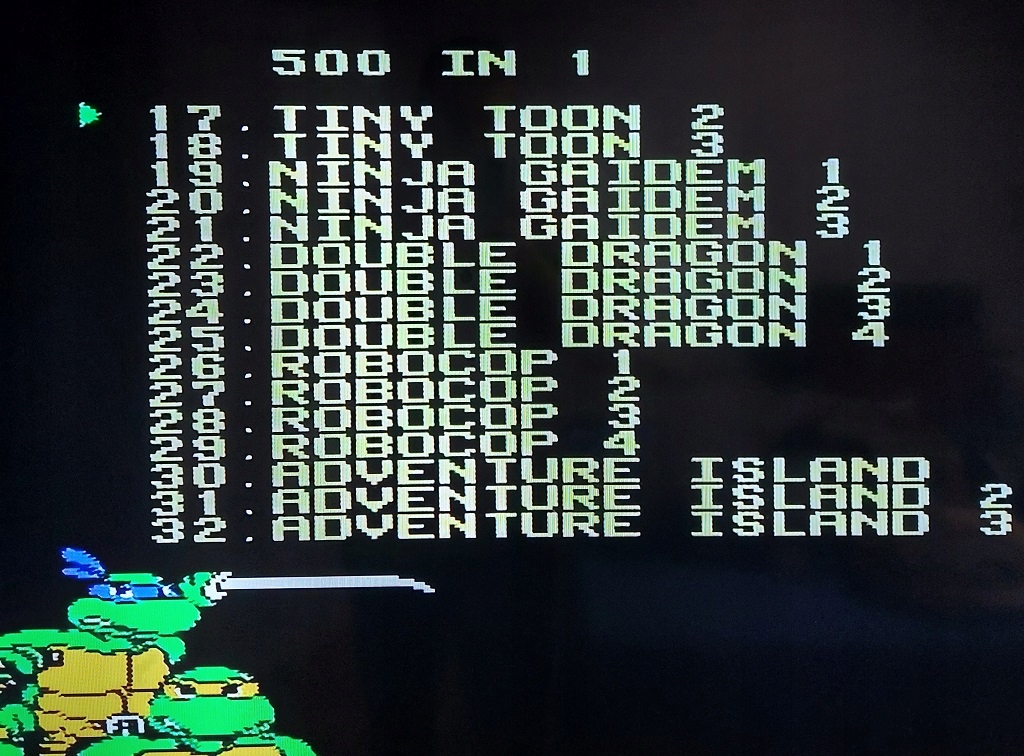 500 IN 1
17. TINY TOON 2
18. TINY TOON 3
19. NINJA GAIDEM 1
20. NINJA GAIDEM 2
21. NINJA GAIDEM 3
22. DOUBLE DRAGON 1
23. DOUBLE DRAGON 2
24. DOUBLE DRAGON 3
25. DOUBLE DRAGON 4
26. ROBOCOP 1
27. ROBOCOP 2
28. ROBOCOP 3
29. ROBOCOP 4
30. ADVENTURE ISLAND
31. ADVENTURE ISLAND 2
32. ADVENTURE ISLAND 3